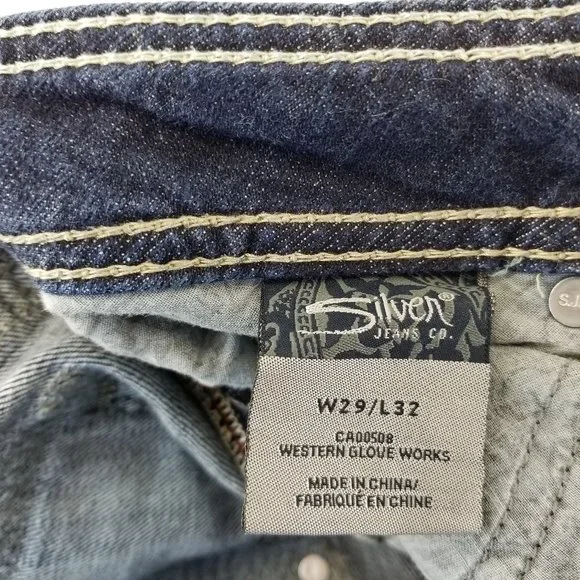 Silver®
JEANS CO.
S.J
W29/L32
CA00508
WESTERN GLOVE WORKS
MADE IN CHINA/
FABRIQUÉ EN CHINE